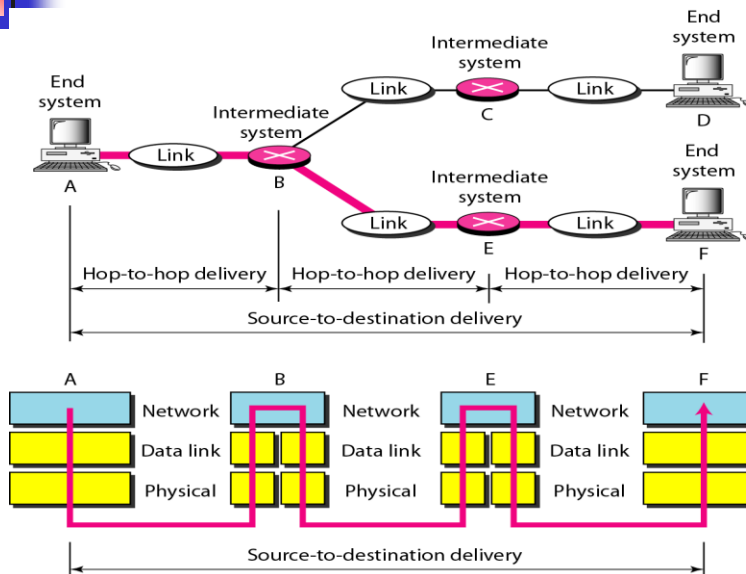 Intermediate
system
End
system
End
system
Link
Link
C
D
Intermediate
system
Link
A
B
Intermediate
system
End
system
Link
Link
E
F
Hop-to-hop delivery
Hop-to-hop delivery
Hop-to-hop delivery
Source-to-destination delivery
A
B
E
F
Network
Network
Network
Data link
Data link
Data link
Physical
Physical
Physical
Source-to-destination delivery